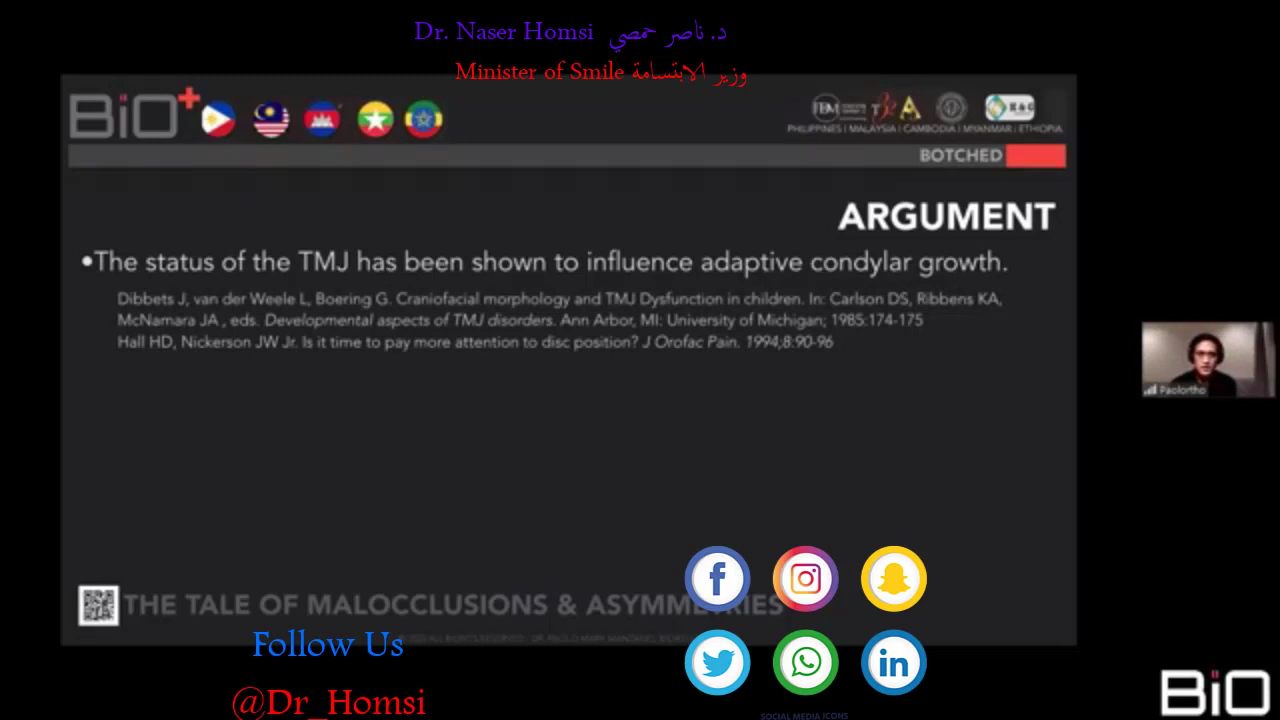 Dr. Naser Homsi د. ناصر حمصي
Minister of Smile وزير الابتسامة
BiO+
PHILIPPINES | MALAYSIA | CAMBODIA | MYANMAR | ETHIOPIA
BOTCHED
ARGUMENT
•The status of the TMJ has been shown to influence adaptive condylar growth.
Dibbets J, van der Weele L, Boering G. Craniofacial morphology and TMJ Dysfunction in children. In: Carlson DS, Ribbens KA,
McNamara JA , eds. Developmental aspects of TMJ disorders. Ann Arbor, MI: University of Michigan; 1985:174-175
Hall HD, Nickerson JW Jr. Is it time to pay more attention to disc position? J Orofac Pain. 1994;8:90-96
Paolortho
THE TALE OF MALOCCLUSIONS & ASYMMETRIES
Follow Us
@Dr_Homsi
SOCIAL MEDIA ICONS
BiO